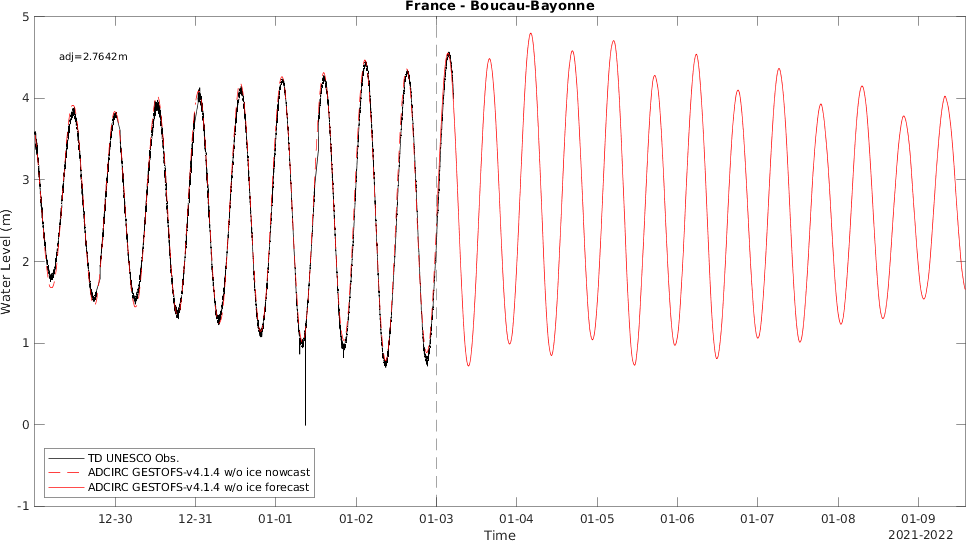 France - Boucau-Bayonne
adj=2.7642m
5
4
3
2
1
0
-1
Water Level (m)
TD UNESCO Obs.
ADCIRC GESTOFS-v4.1.4 w/o ice nowcast
ADCIRC GESTOFS-v4.1.4 w/o ice forecast
12-30 12-31 01-01 01-02 01-03 01-04 01-05 01-06 01-07 01-08 01-09
Time
2021-2022